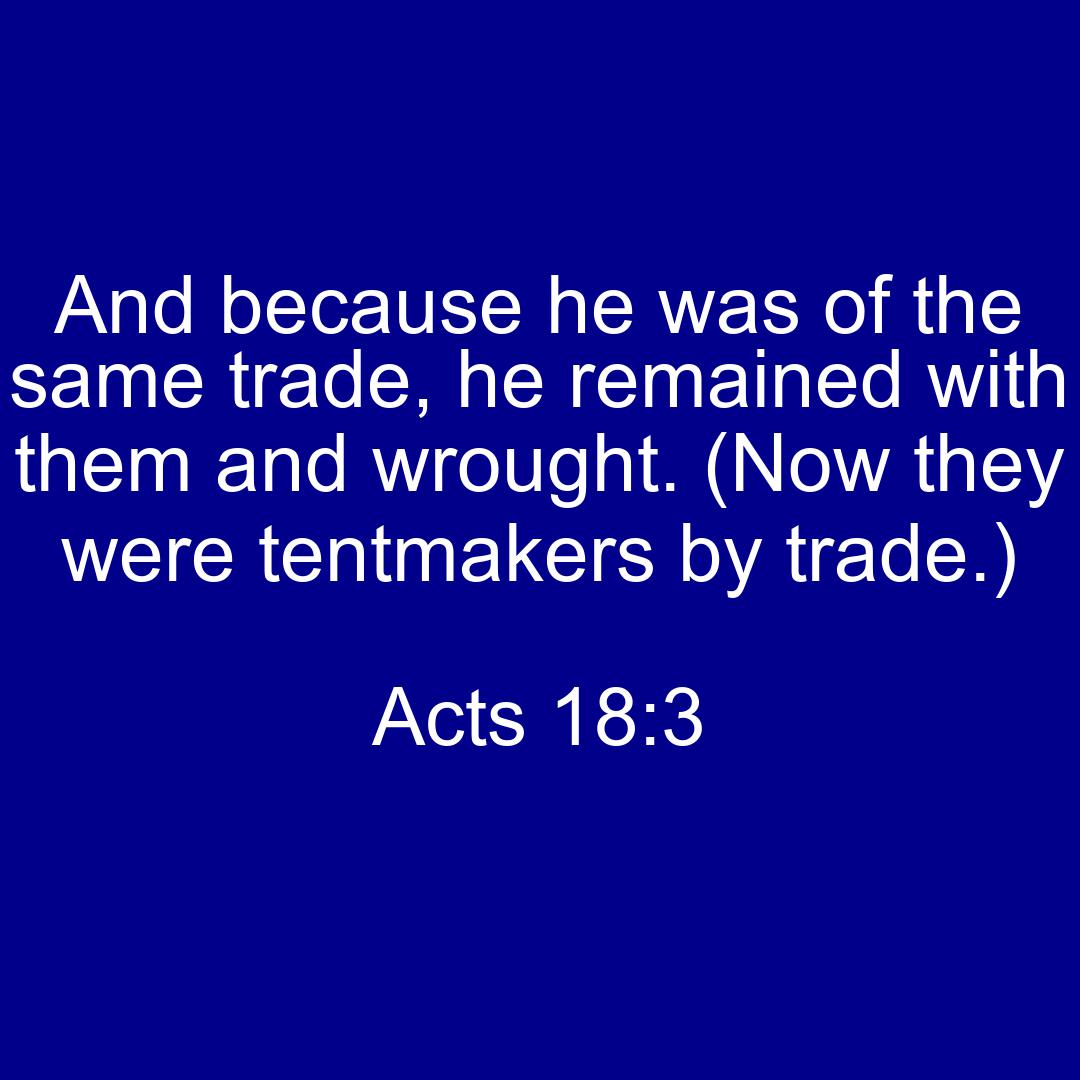 And because he was of the
same trade, he remained with
them and wrought. (Now they
were tentmakers by trade.)
Acts 18:3